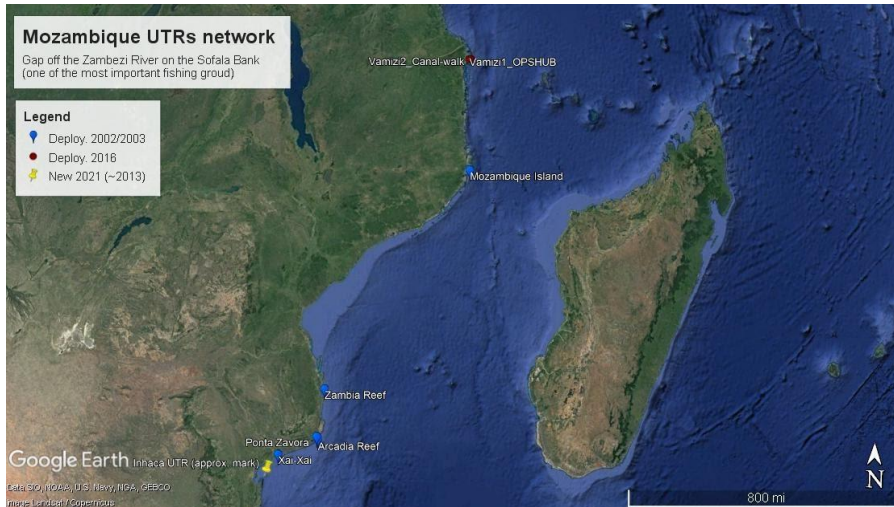 Mozambique UTRs network
Gap off the Zambezi River on the Sofala Bank
(one of the most important fishing groud)
Legend
Deploy. 2002/2003
Deploy. 2016
New 2021 (~2013)
Vamizi2_Canal-walk
Vamizi1_OPSHUB
Mozambique Island
Zambia Reef
Ponta Zavora
Arcadia Reef
Xai-Xai
Inhaca UTR (approx. mark)
Google Earth
Data SIO, NOAA, U.S. Navy, NGA, GEBCO
Image Landsat / Copernicus
N
800 mi